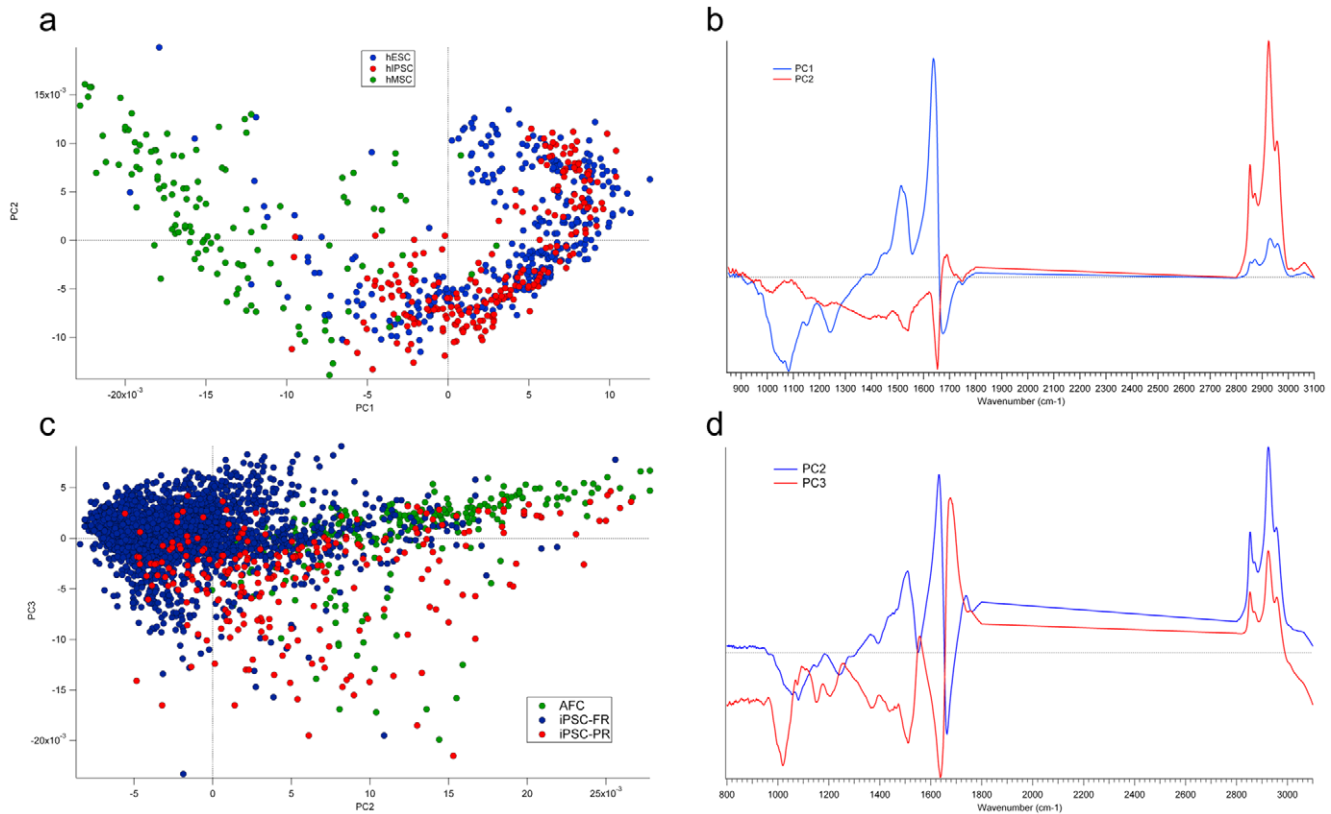 a
hESC
hIPSC
hMSC
15x10⁻³
10
5
0
-5
-10
PC2
-20x10⁻³ -15 -10 -5 0 5 10
PC1
b
PC1
PC2
900 1000 1100 1200 1300 1400 1500 1600 1700 1800 1900 2000 2100 2200 2300 2400 2500 2600 2700 2800 2900 3000 3100
Wavenumber (cm-1)
c
5
0
-5
-10
-15
-20x10⁻³
PC3
AFC
iPSC-FR
iPSC-PR
-5 0 5 10 15 20 25x10⁻³
PC2
d
PC2
PC3
800 1000 1200 1400 1600 1800 2000 2200 2400 2600 2800 3000
Wavenumber (cm-1)